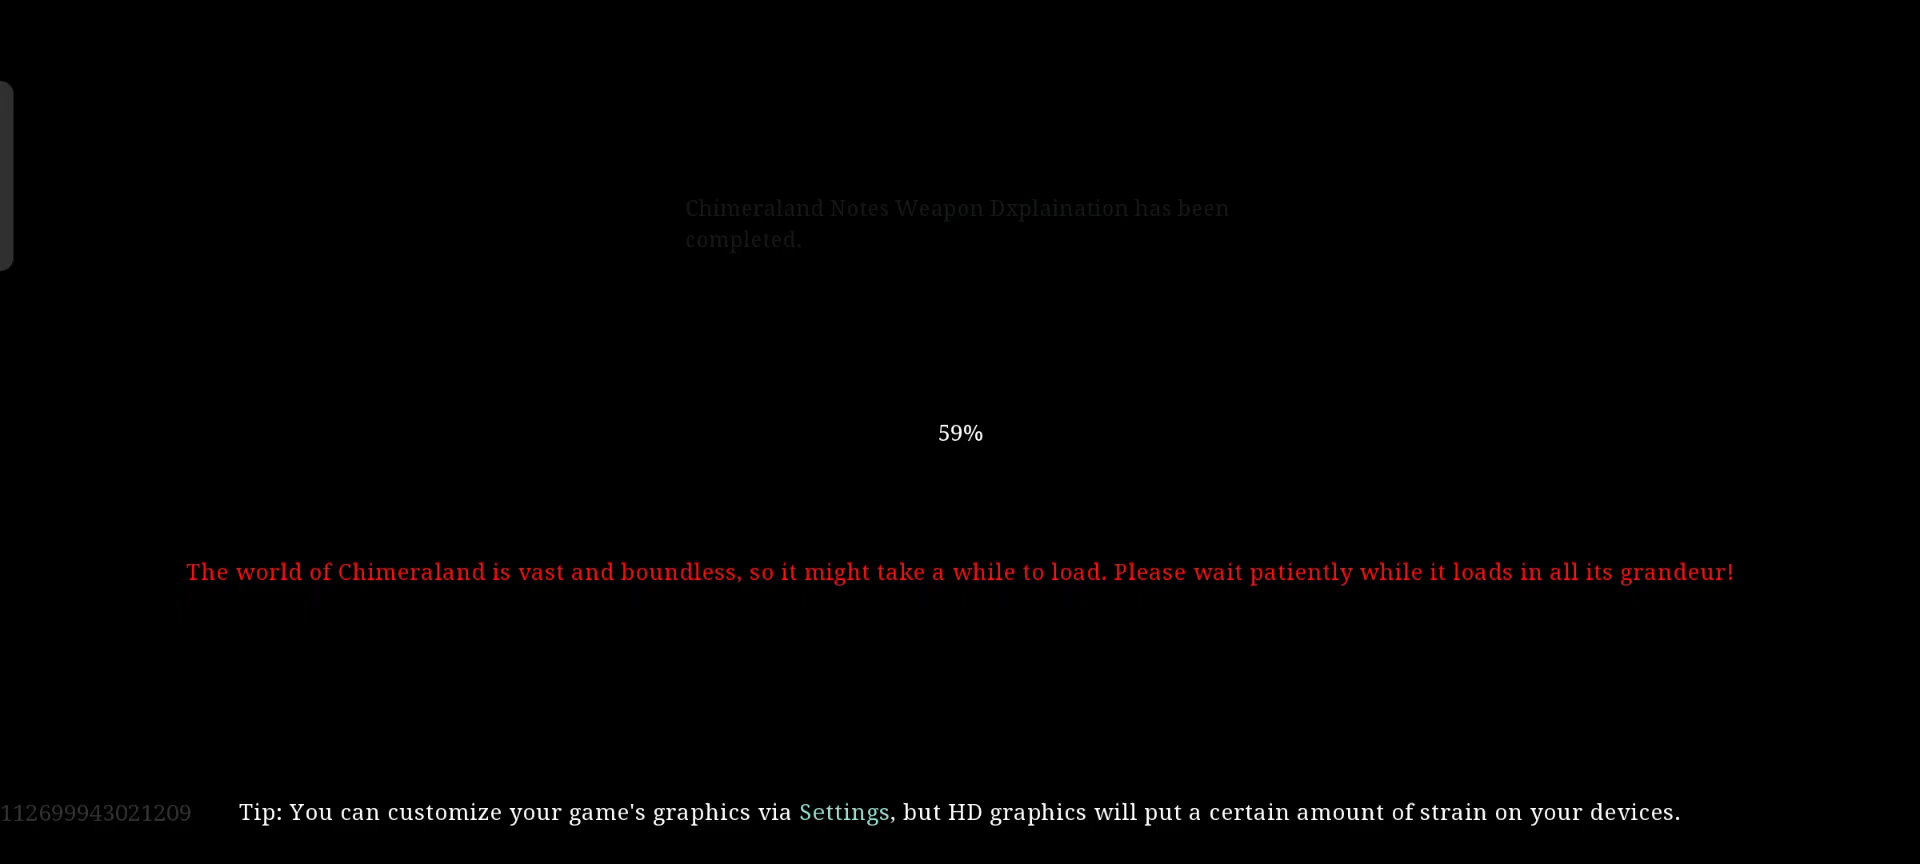 Chimeraland Notes Weapon Dxplaination has been
completed.
59%
The world of Chimeraland is vast and boundless, so it might take a while to load. Please wait patiently while it loads in all its grandeur!
112699943021209
Tip: You can customize your game's graphics via Settings, but HD graphics will put a certain amount of strain on your devices.